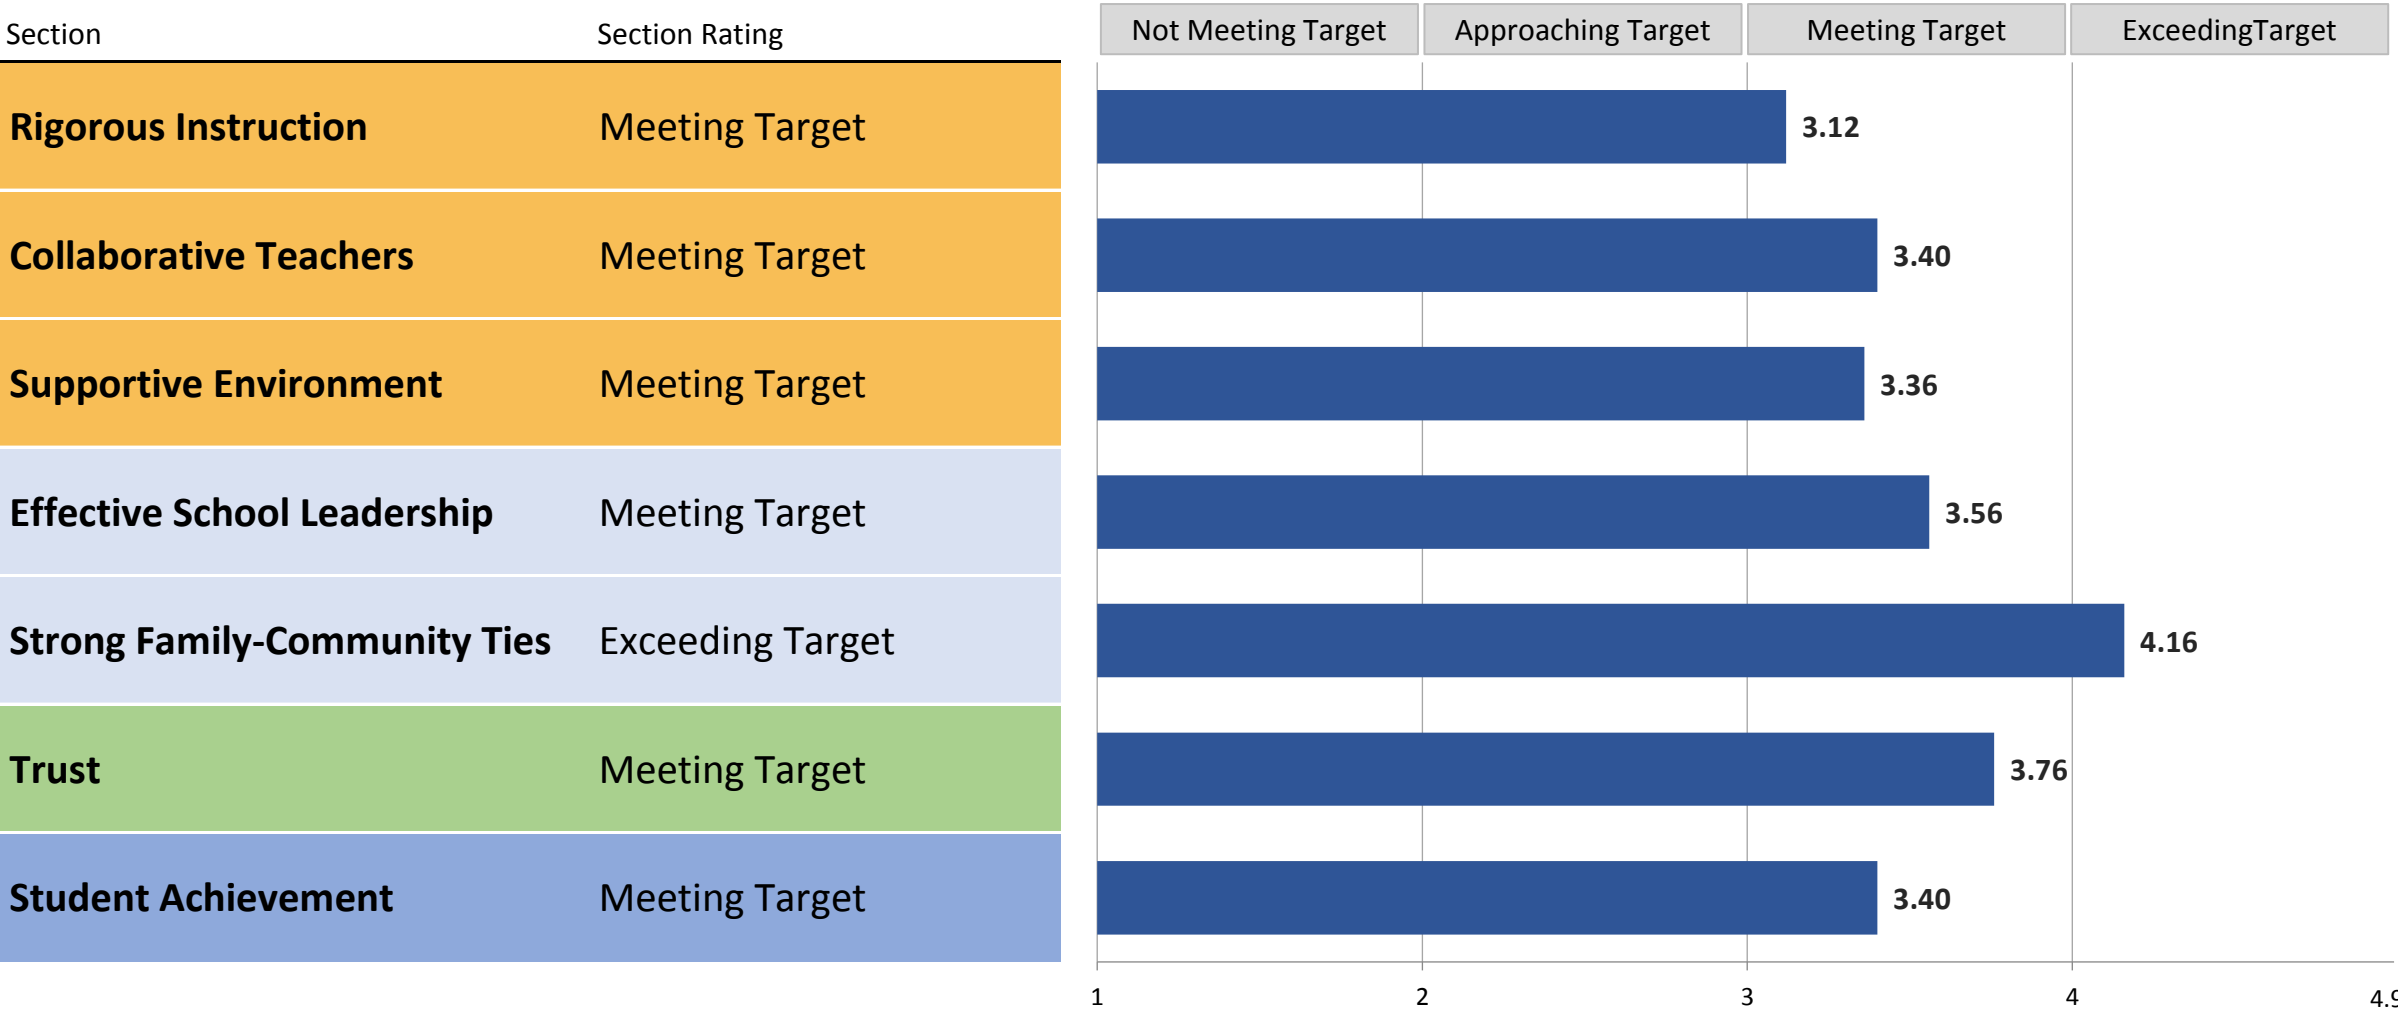 Section Section Rating Not Meeting Target Approaching Target Meeting Target ExceedingTarget
Rigorous Instruction Meeting Target 3.12
Collaborative Teachers Meeting Target 3.40
Supportive Environment Meeting Target 3.36
Effective School Leadership Meeting Target 3.56
Strong Family-Community Ties Exceeding Target 4.16
Trust Meeting Target 3.76
Student Achievement Meeting Target 3.40
1 2 3 4 4.9